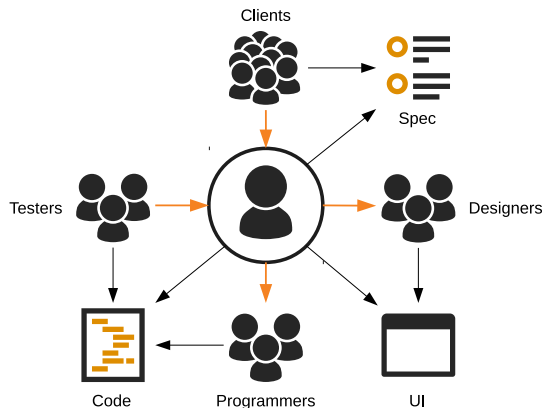 Clients
Spec
Testers
Designers
Code
Programmers
UI